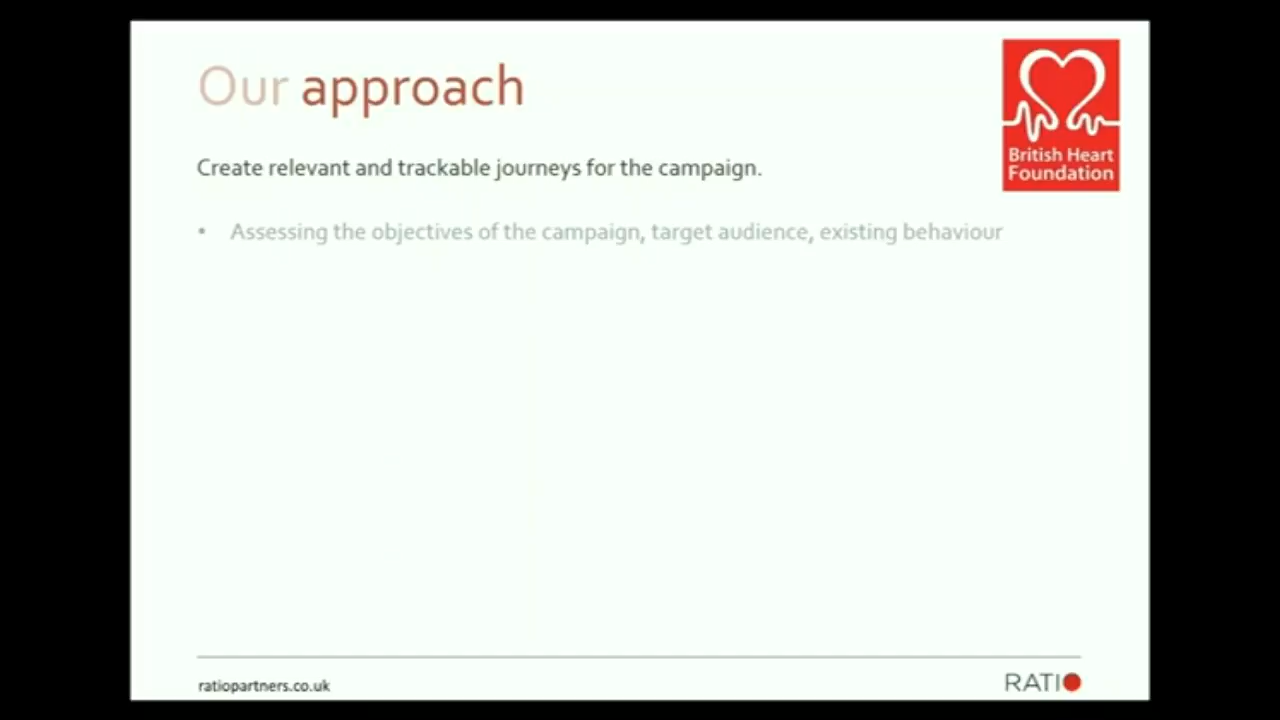 Our approach
British Heart
Foundation
Create relevant and trackable journeys for the campaign.
• Assessing the objectives of the campaign, target audience, existing behaviour
ratiopartners.co.uk
RATIO